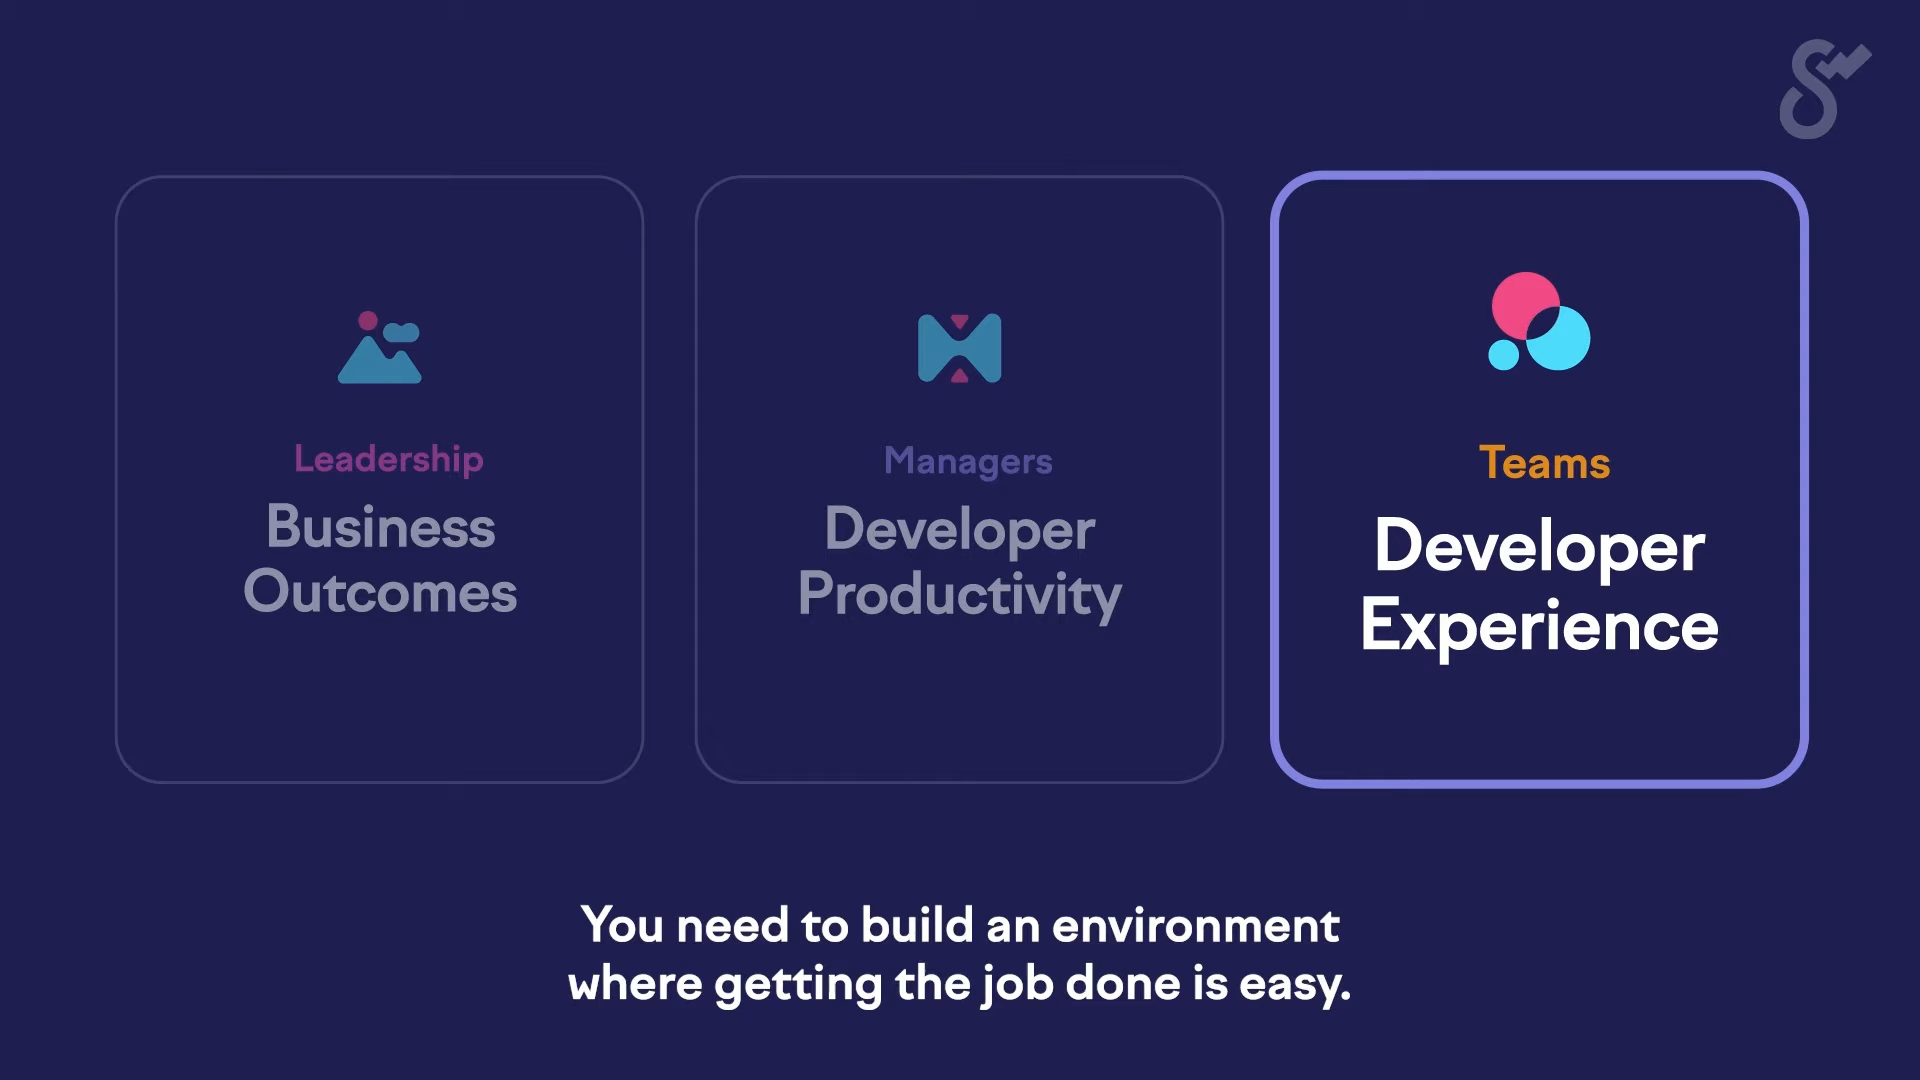 Leadership
Business
Outcomes
Managers
Developer
Productivity
Teams
Developer
Experience
You need to build an environment
where getting the job done is easy.